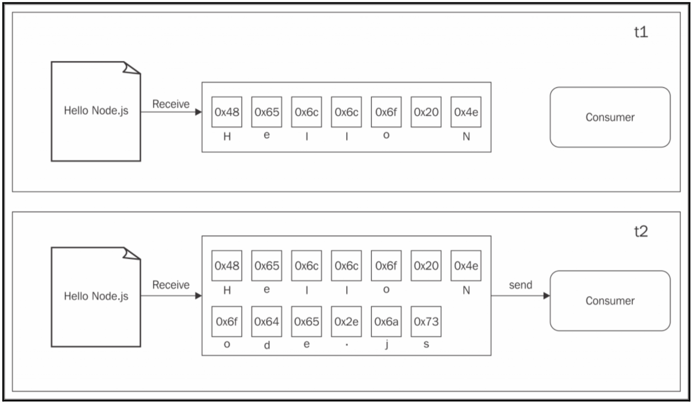 t1
Hello Node.js
Receive
0x48 0x65 0x6c 0x6c 0x6f 0x20 0x4e
H e l l o N
Consumer
t2
Hello Node.js
Receive
0x48 0x65 0x6c 0x6c 0x6f 0x20 0x4e
H e l l o N
0x6f 0x64 0x65 0x2e 0x6a 0x73
o d e . j s
send
Consumer